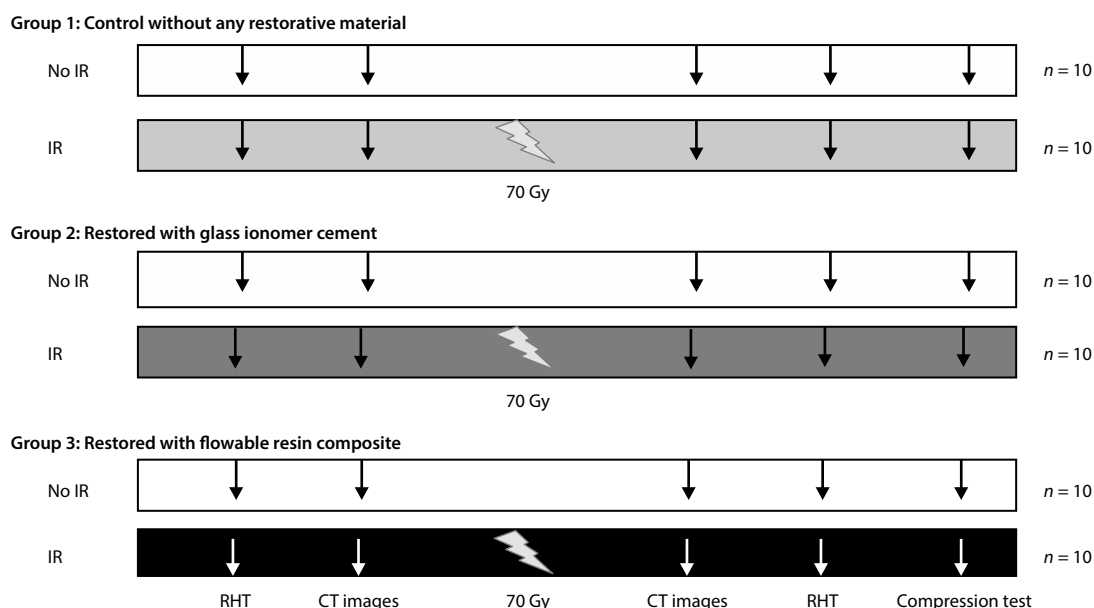 Group 1: Control without any restorative material
No IR n = 10
IR n = 10
70 Gy
Group 2: Restored with glass ionomer cement
No IR n = 10
IR n = 10
70 Gy
Group 3: Restored with flowable resin composite
No IR n = 10
IR n = 10
RHT CT images 70 Gy CT images RHT Compression test